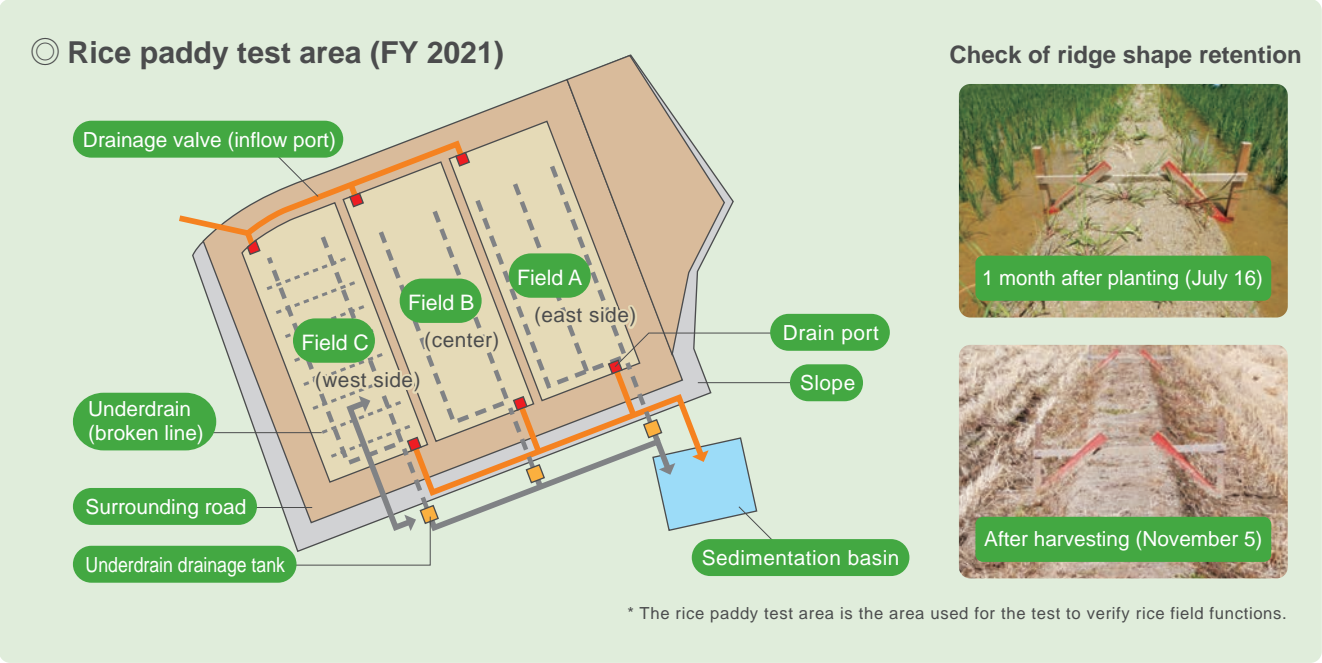 ◎ Rice paddy test area (FY 2021)
Check of ridge shape retention
Drainage valve (inflow port)
Field A
(east side)
Field B
(center)
Field C
(west side)
Drain port
Slope
Underdrain
(broken line)
Surrounding road
Underdrain drainage tank
Sedimentation basin
1 month after planting (July 16)
After harvesting (November 5)
* The rice paddy test area is the area used for the test to verify rice field functions.